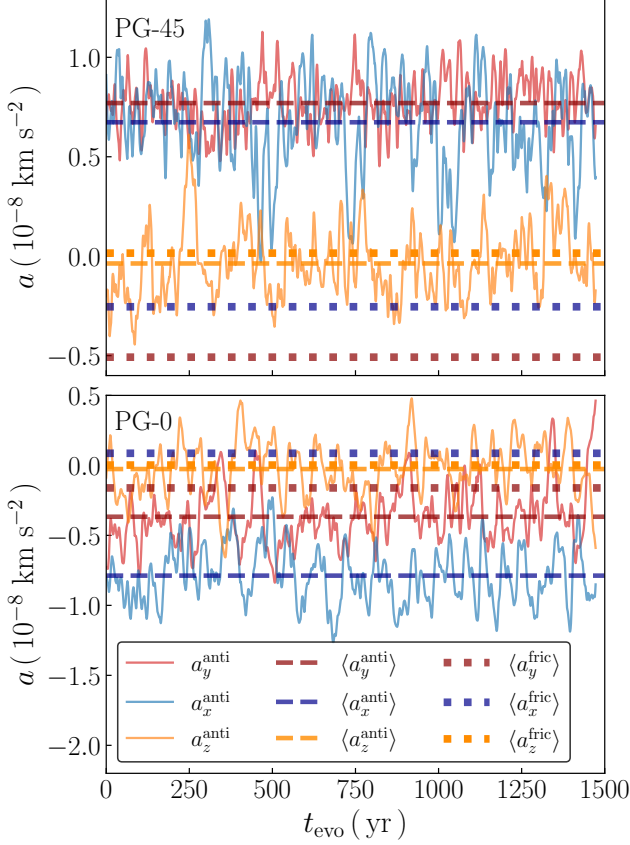 PG-45
1.0
0.5
0.0
−0.5
a (10⁻⁸ km s⁻²)
PG-0
0.5
0.0
−0.5
−1.0
−1.5
−2.0
a (10⁻⁸ km s⁻²)
a_y^anti ⟨a_y^anti⟩ ⟨a_y^fric⟩
a_x^anti ⟨a_x^anti⟩ ⟨a_x^fric⟩
a_z^anti ⟨a_z^anti⟩ ⟨a_z^fric⟩
0 250 500 750 1000 1250 1500
t_evo (yr)